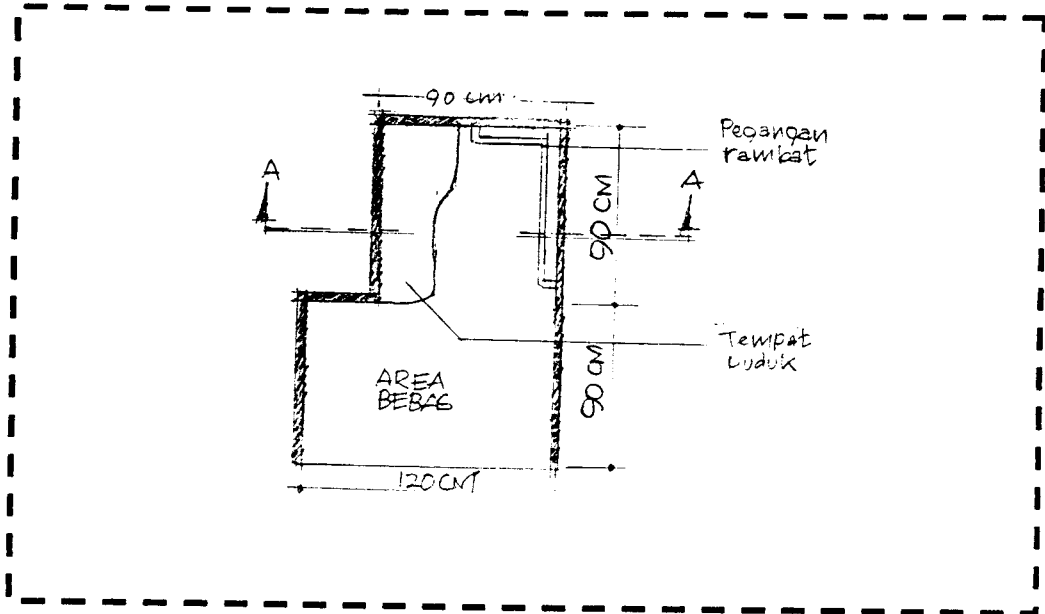 90 cm
Pegangan
rambat
A
A
90 CM
Tempat
Duduk
90 CM
AREA
BEBAS
120 CM